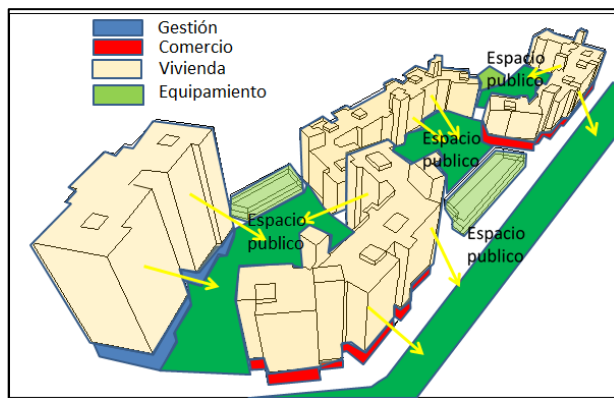 Gestión
Comercio
Vivienda
Equipamiento
Espacio
publico
Espacio
publico
Espacio
publico
Espacio
publico